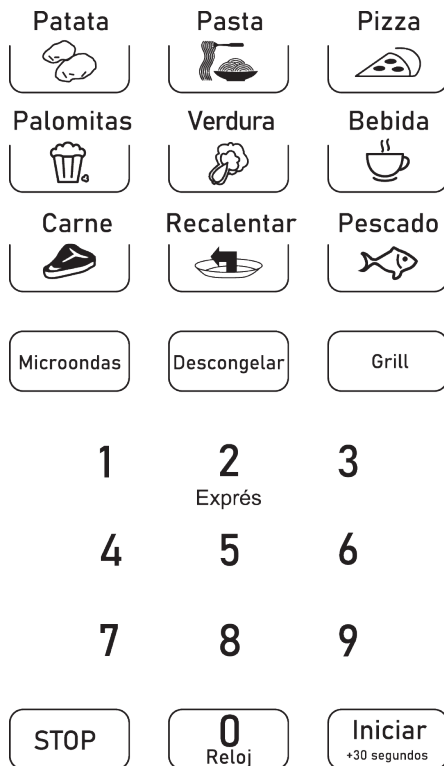 Patata Pasta Pizza
Palomitas Verdura Bebida
Carne Recalentar Pescado
Microondas Descongelar Grill
1 2 3
Exprés
4 5 6
7 8 9
STOP 0 Iniciar
Reloj +30 segundos